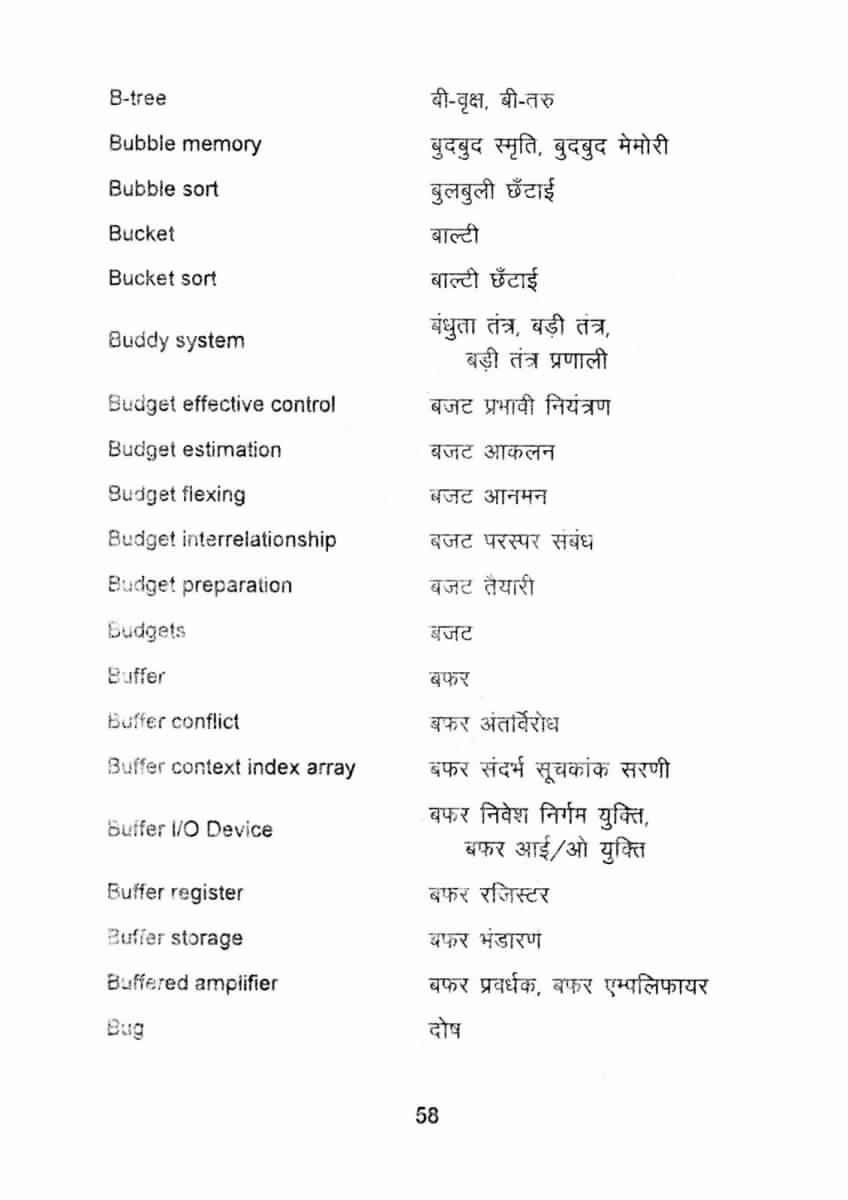 B-tree बी-वृक्ष, बी-तरु
Bubble memory बुदबुद स्मृति, बुदबुद मेमोरी
Bubble sort बुलबुली छँटाई
Bucket बाल्टी
Bucket sort बाल्टी छँटाई
Buddy system बंधुता तंत्र, बड़ी तंत्र,
बड़ी तंत्र प्रणाली
Budget effective control बजट प्रभावी नियंत्रण
Budget estimation बजट आकलन
Budget flexing बजट आनमन
Budget interrelationship बजट परस्पर संबंध
Budget preparation बजट तैयारी
Budgets बजट
Buffer बफर
Buffer conflict बफर अंतर्विरोध
Buffer context index array बफर संदर्भ सूचकांक सरणी
Buffer I/O Device बफर निवेश निर्गम युक्ति,
बफर आई/ओ युक्ति
Buffer register बफर रजिस्टर
Buffer storage बफर भंडारण
Buffered amplifier बफर प्रवर्धक, बफर एम्पलिफायर
Bug दोष
58